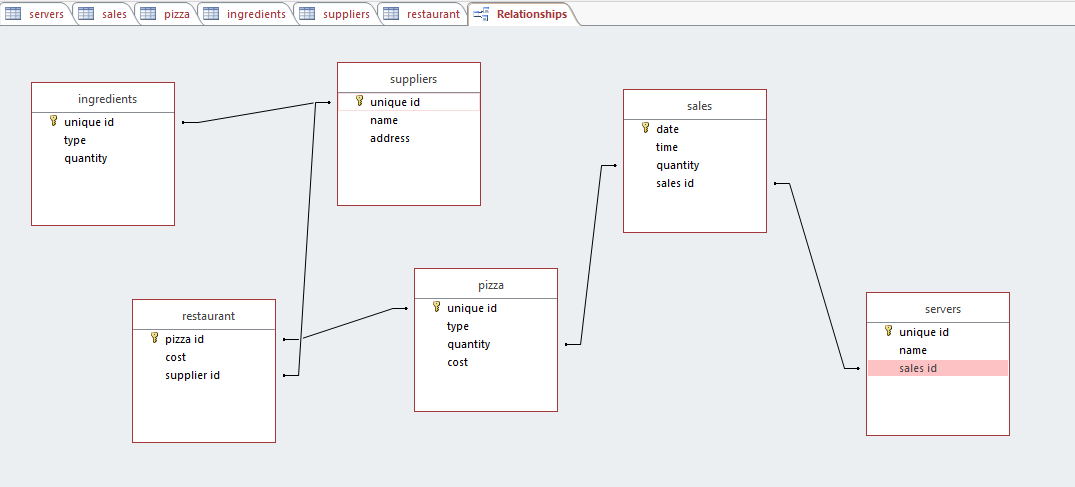 servers
sales
pizza
ingredients
suppliers
restaurant
Relationships
ingredients
unique id
type
quantity
suppliers
unique id
name
address
sales
date
time
quantity
sales id
restaurant
pizza id
cost
supplier id
pizza
unique id
type
quantity
cost
servers
unique id
name
sales id